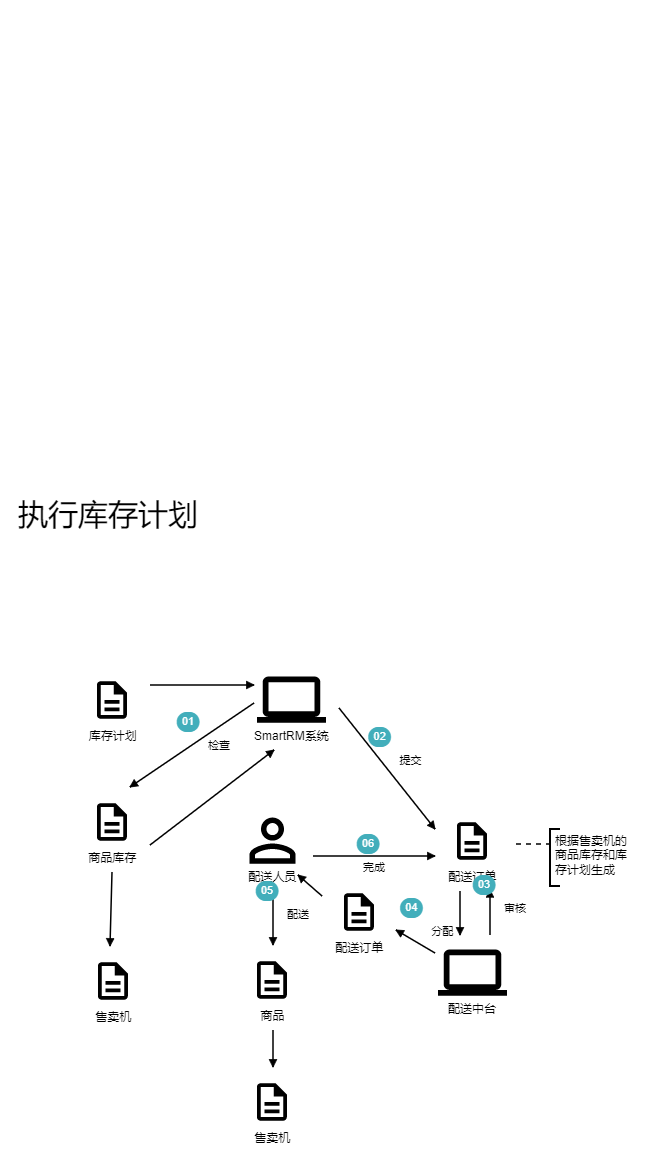 执行库存计划
库存计划
01
检查
SmartRM系统
02
提交
商品库存
06
完成
配送人员
05
配送
配送订单
03
审核
根据售卖机的
商品库存和库
存计划生成
04
分配
配送订单
售卖机
商品
配送中台
售卖机